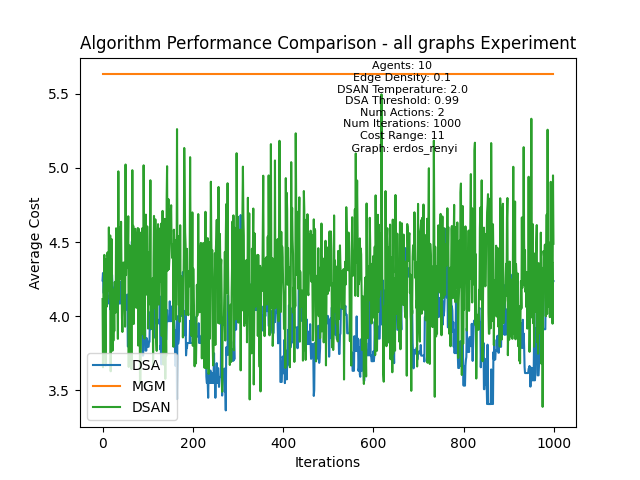 Algorithm Performance Comparison - all graphs Experiment
Agents: 10
Edge Density: 0.1
DSAN Temperature: 2.0
DSA Threshold: 0.99
Num Actions: 2
Num Iterations: 1000
Cost Range: 11
Graph: erdos_renyi
Average Cost
5.5
5.0
4.5
4.0
3.5
DSA
MGM
DSAN
0
200
400
600
800
1000
Iterations